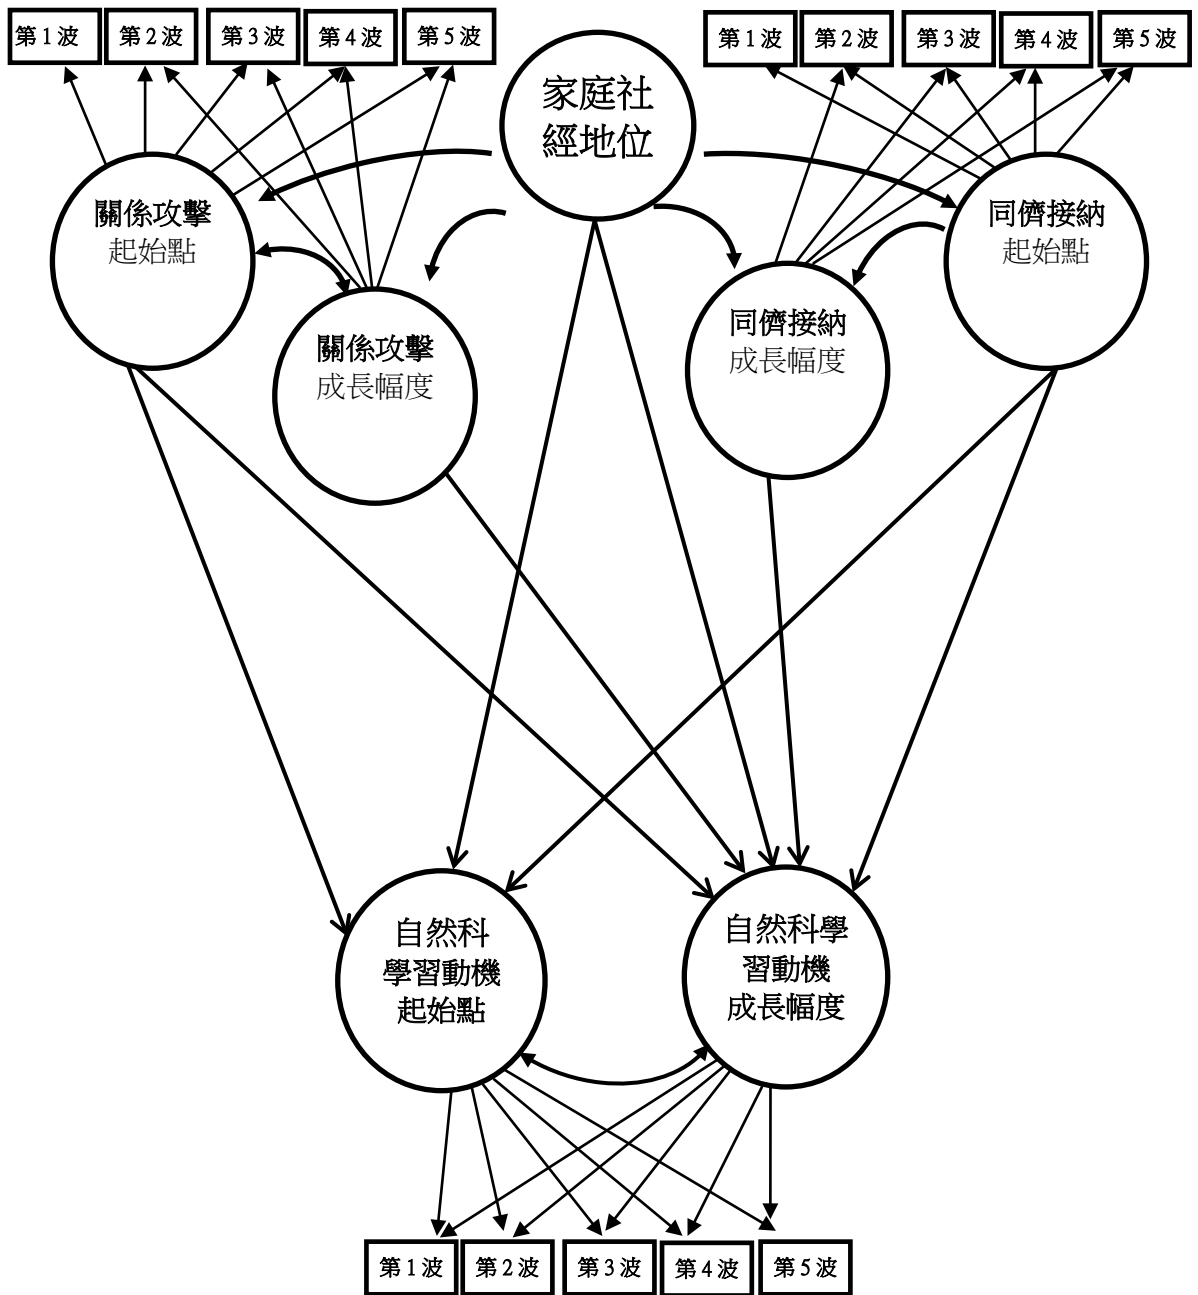 第1波
第2波
第3波
第4波
第5波
第1波
第2波
第3波
第4波
第5波
家庭社
經地位
關係攻擊
起始點
同儕接納
起始點
關係攻擊
成長幅度
同儕接納
成長幅度
自然科
學習動機
起始點
自然科學
習動機
成長幅度
第1波
第2波
第3波
第4波
第5波